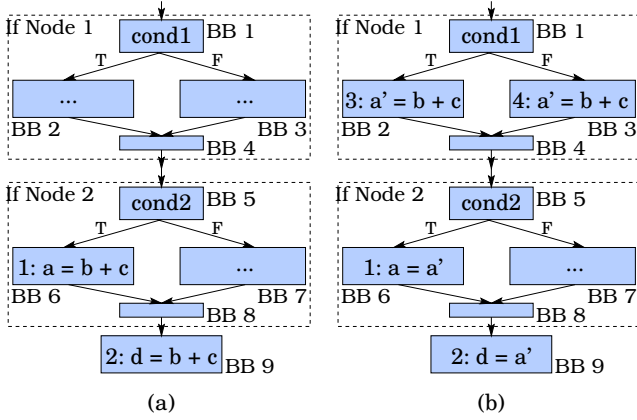 If Node 1
cond1
BB 1
T
F
...
...
BB 2
BB 3
BB 4
If Node 2
cond2
BB 5
T
F
1: a = b + c
...
BB 6
BB 7
BB 8
2: d = b + c
BB 9
(a)
If Node 1
cond1
BB 1
T
F
3: a’ = b + c
4: a’ = b + c
BB 2
BB 3
BB 4
If Node 2
cond2
BB 5
T
F
1: a = a’
...
BB 6
BB 7
BB 8
2: d = a’
BB 9
(b)